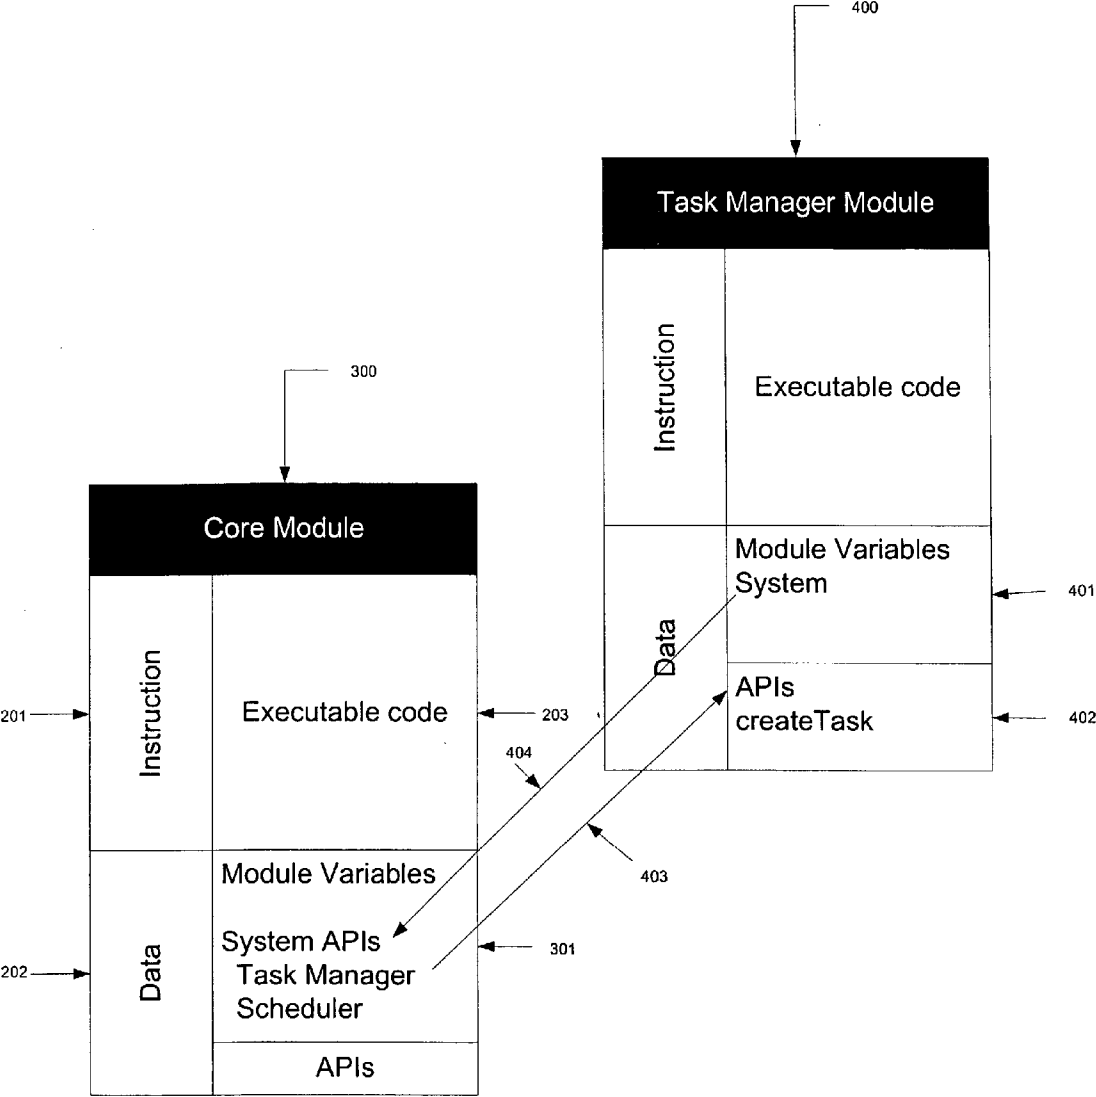 400
Task Manager Module
Instruction
Executable code
300
Core Module
Module Variables
System
401
Data
APIs
createTask
402
201
Instruction
Executable code
203
404
403
Module Variables
System APIs
Task Manager
Scheduler
301
202
Data
APIs